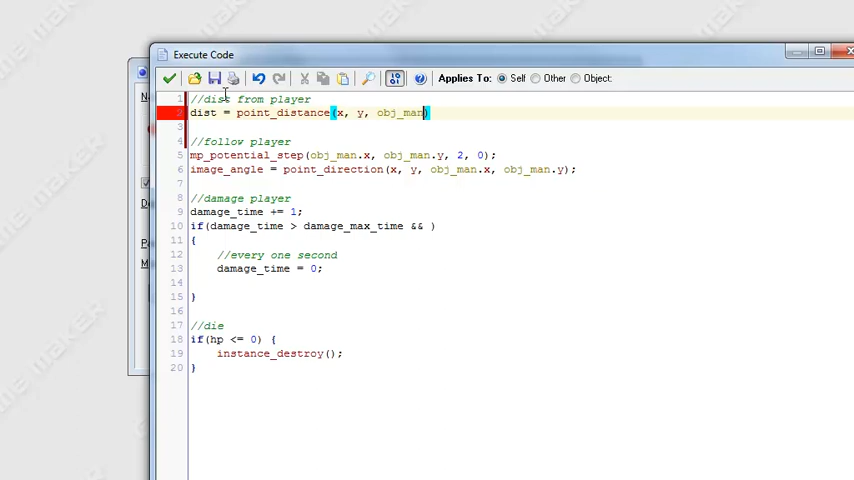 Execute Code
Applies To: Self Other Object:
1 //dist from player
2 dist = point_distance(x, y, obj_man)
3
4 //follow player
5 mp_potential_step(obj_man.x, obj_man.y, 2, 0);
6 image_angle = point_direction(x, y, obj_man.x, obj_man.y);
7
8 //damage player
9 damage_time += 1;
10 if(damage_time > damage_max_time && )
11 {
12 //every one second
13 damage_time = 0;
14
15 }
16
17 //die
18 if(hp <= 0) {
19 instance_destroy();
20 }